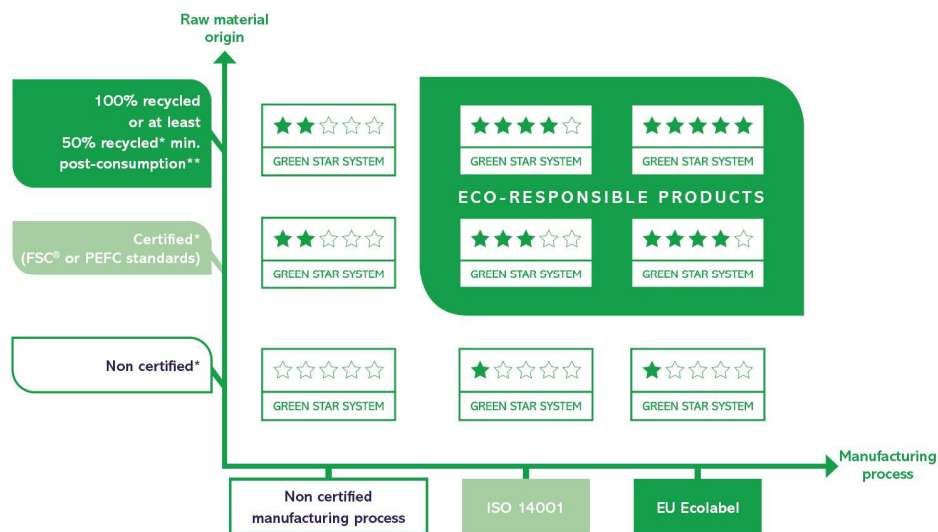 Raw material
origin
100% recycled
or at least
50% recycled* min.
post-consumption**
GREEN STAR SYSTEM
GREEN STAR SYSTEM
GREEN STAR SYSTEM
ECO-RESPONSIBLE PRODUCTS
Certified*
(FSC® or PEFC standards)
GREEN STAR SYSTEM
GREEN STAR SYSTEM
GREEN STAR SYSTEM
Non certified*
GREEN STAR SYSTEM
GREEN STAR SYSTEM
GREEN STAR SYSTEM
Manufacturing
process
Non certified
manufacturing process
ISO 14001
EU Ecolabel